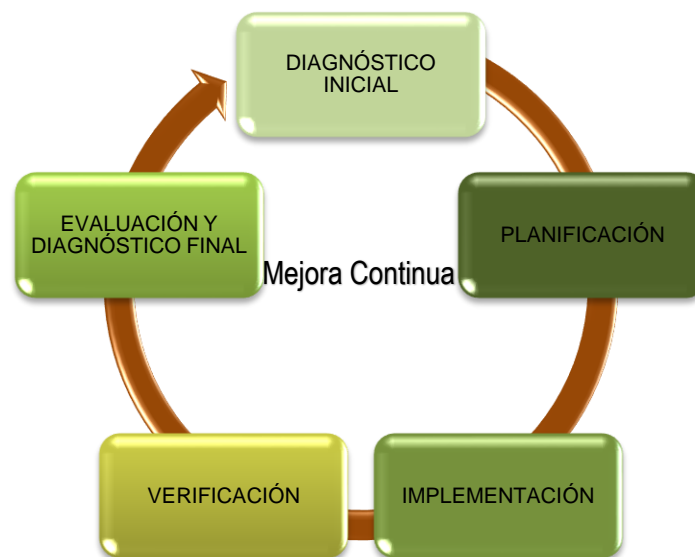 DIAGNÓSTICO
INICIAL
PLANIFICACIÓN
IMPLEMENTACIÓN
VERIFICACIÓN
EVALUACIÓN Y
DIAGNÓSTICO FINAL
Mejora Continua